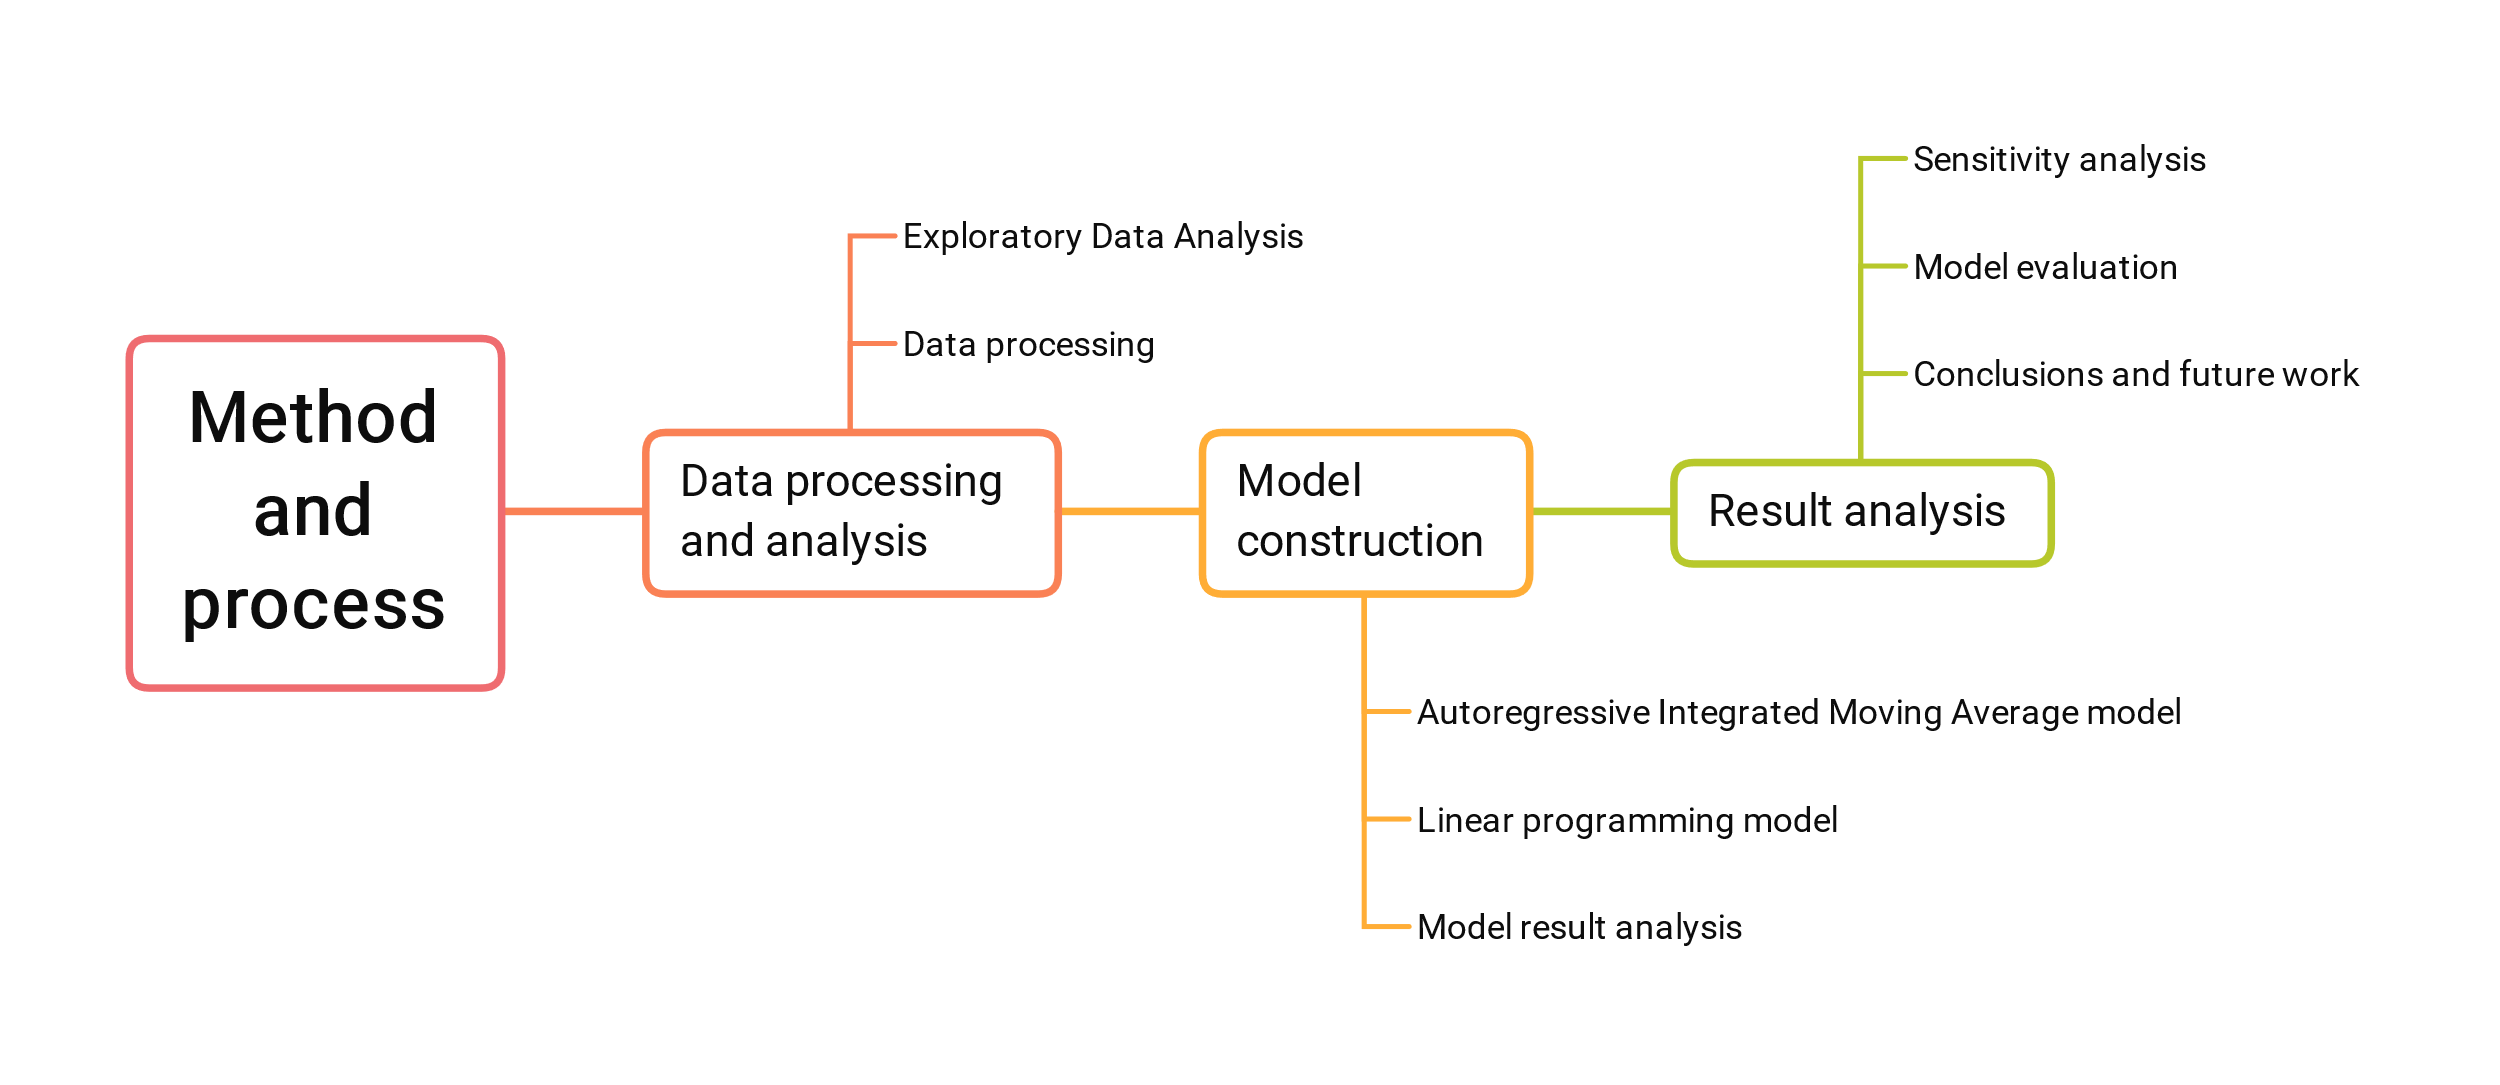 Method
and
process
Data processing
and analysis
Exploratory Data Analysis
Data processing
Model
construction
Autoregressive Integrated Moving Average model
Linear programming model
Model result analysis
Result analysis
Sensitivity analysis
Model evaluation
Conclusions and future work